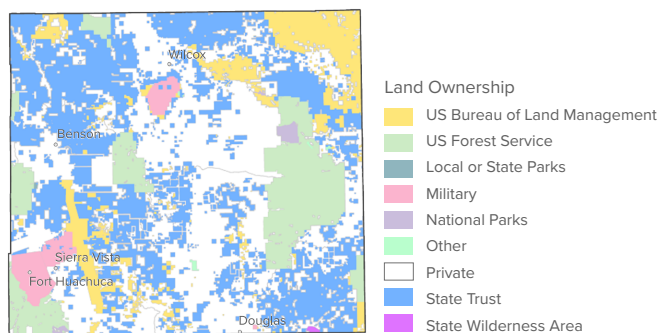 Wilcox
Benson
Sierra Vista
Fort Huachuca
Douglas
Land Ownership
US Bureau of Land Management
US Forest Service
Local or State Parks
Military
National Parks
Other
Private
State Trust
State Wilderness Area